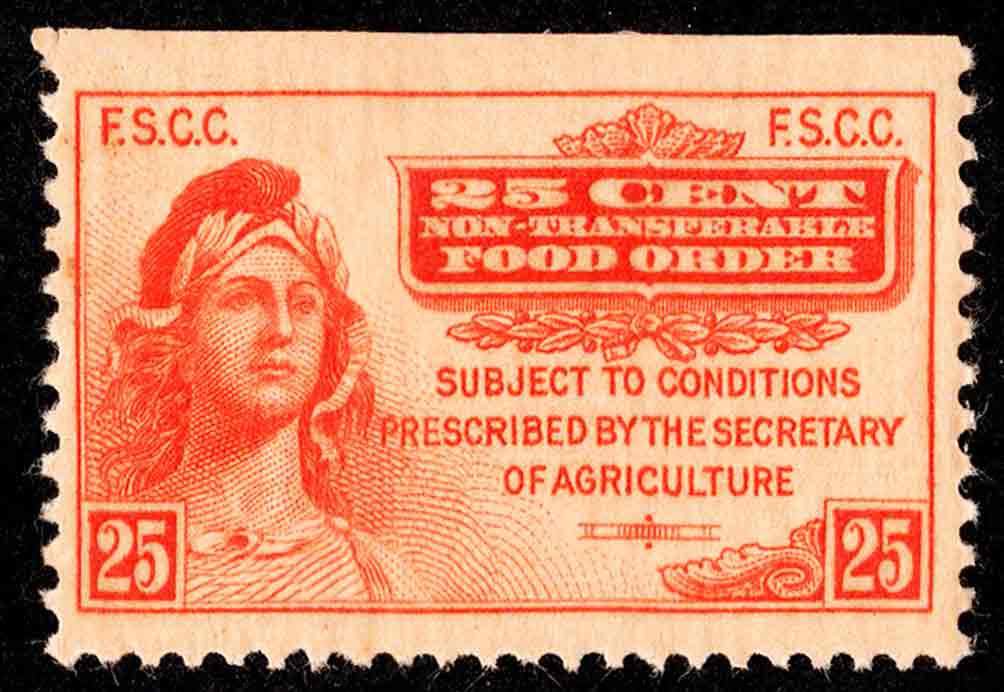 F.S.C.C.
F.S.C.C.
25 CENT
NON-TRANSFERABLE
FOOD ORDER
SUBJECT TO CONDITIONS
PRESCRIBED BY THE SECRETARY
OF AGRICULTURE
25
25